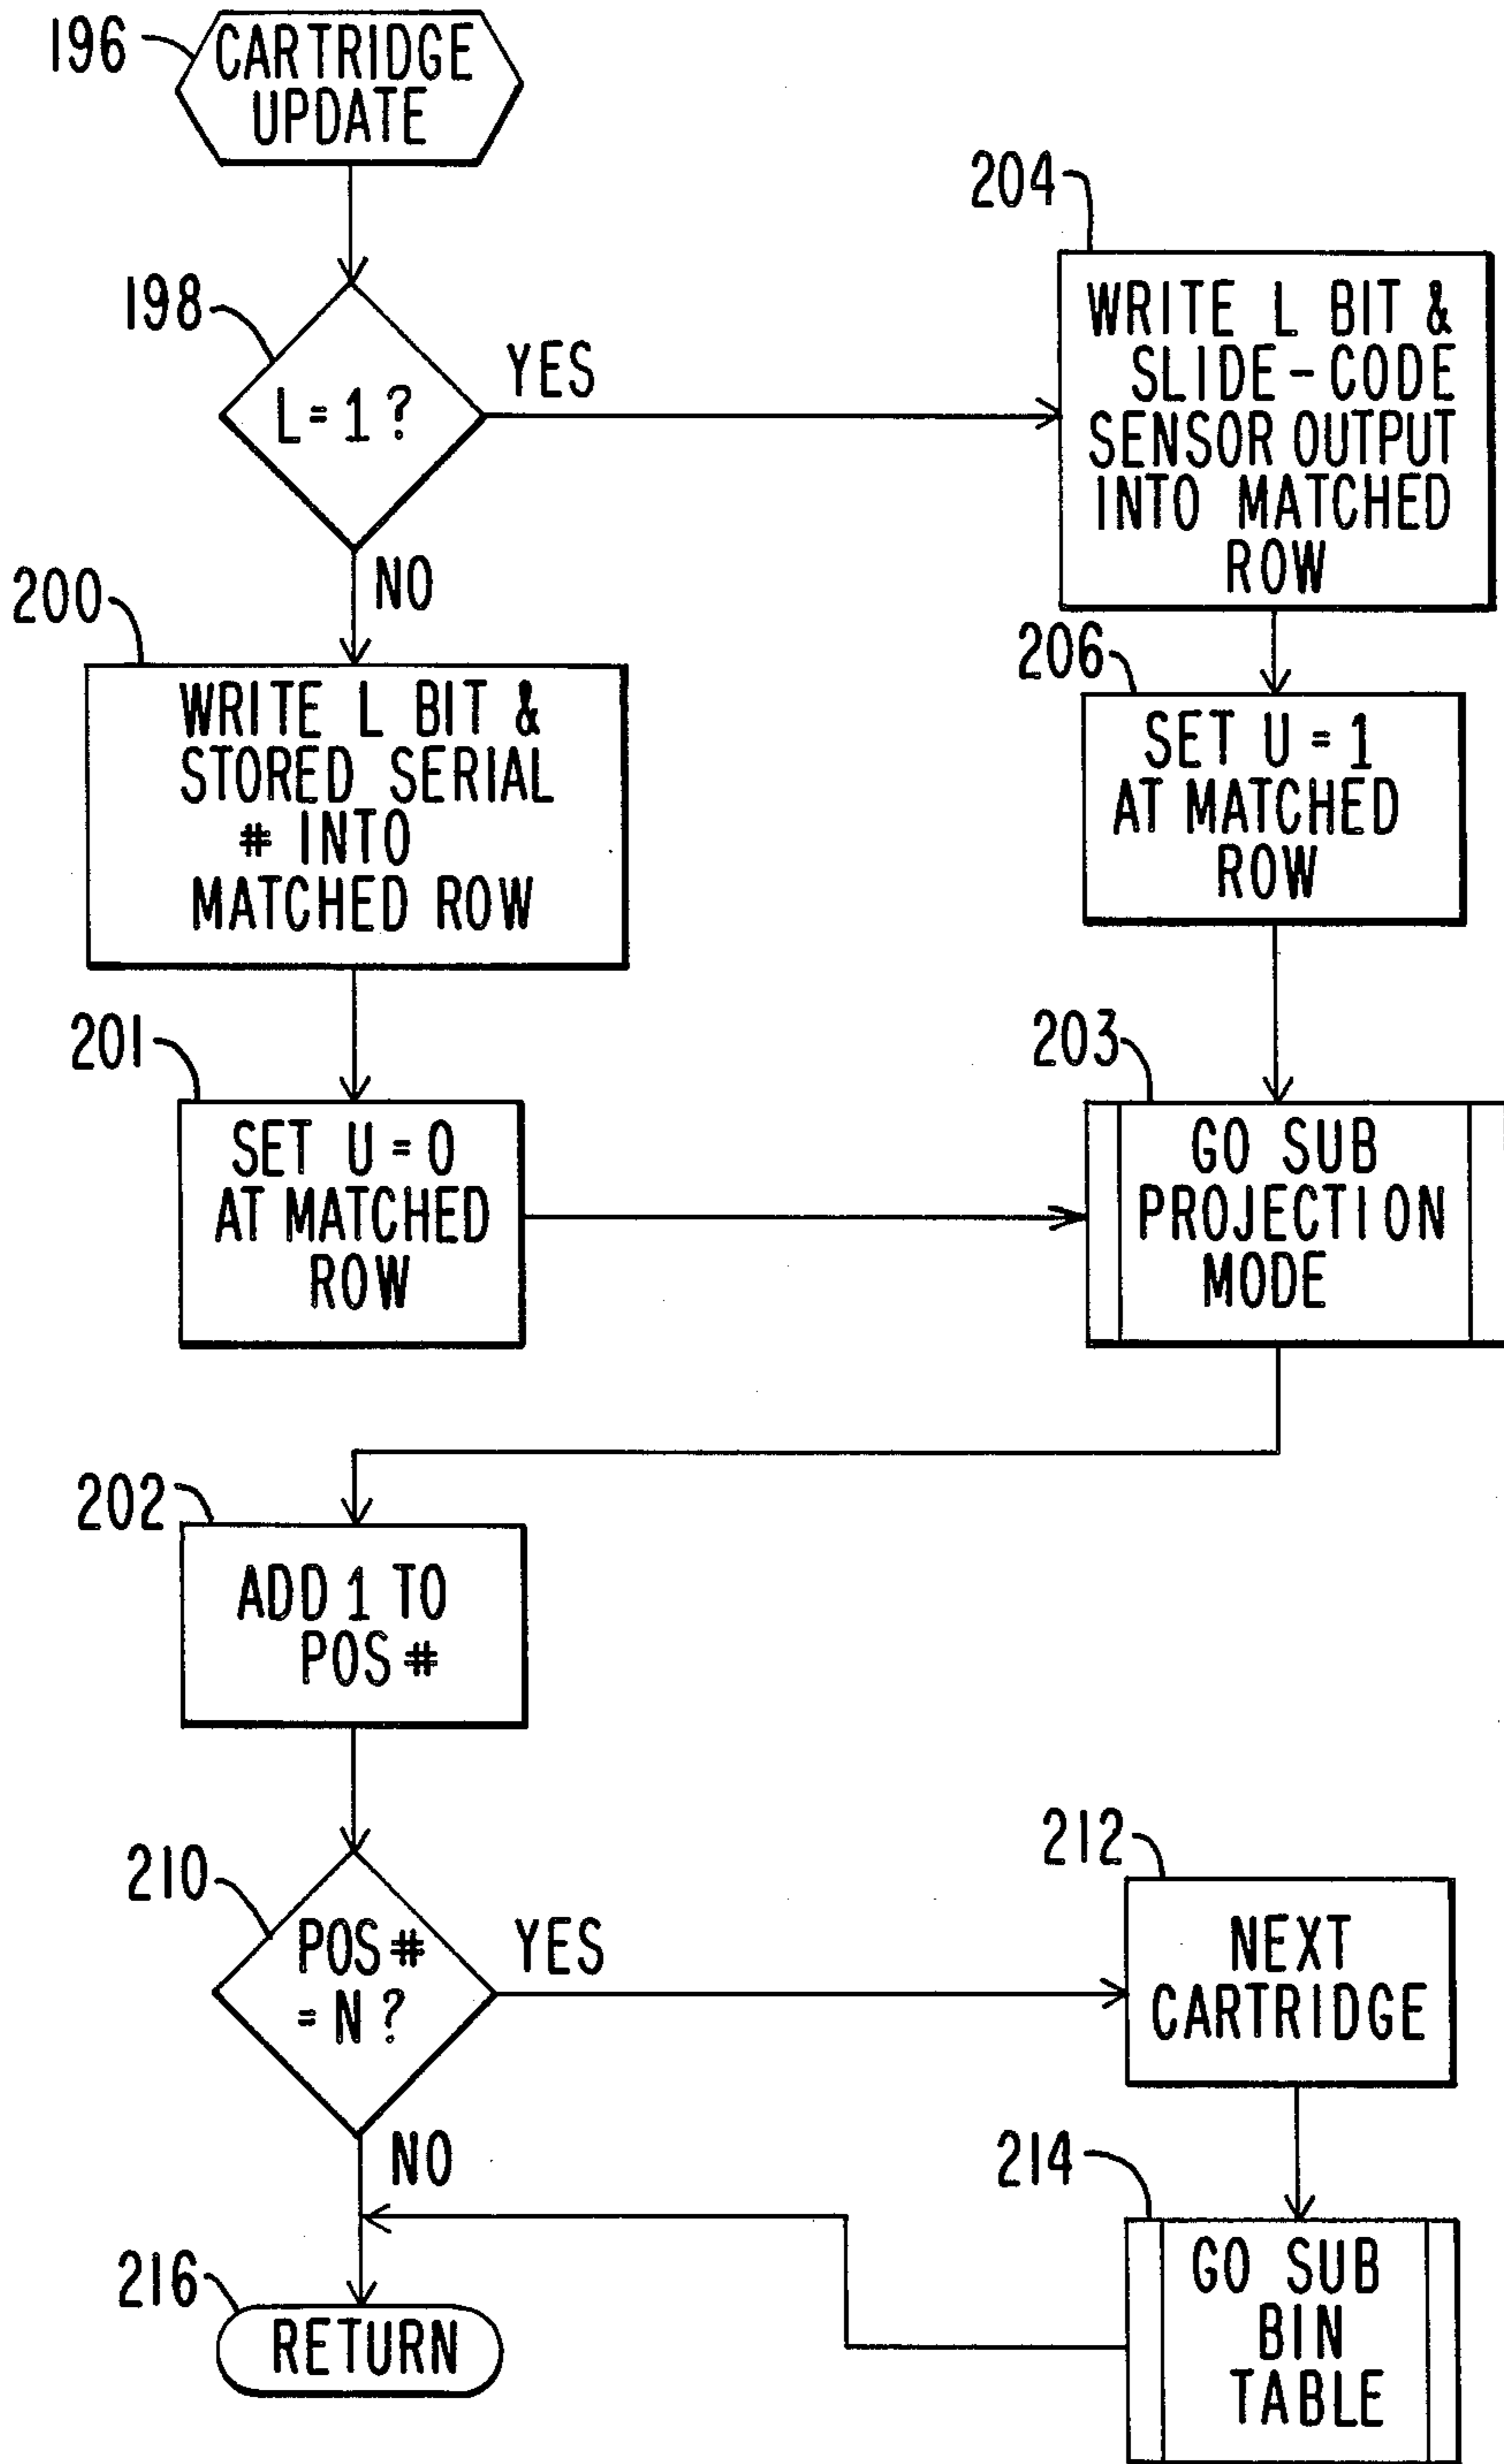 196
CARTRIDGE
UPDATE
198
L=1?
YES
204
WRITE L BIT &
SLIDE-CODE
SENSOR OUTPUT
INTO MATCHED
ROW
NO
200
WRITE L BIT &
STORED SERIAL
# INTO
MATCHED ROW
206
SET U=1
AT MATCHED
ROW
201
SET U=0
AT MATCHED
ROW
203
GO SUB
PROJECTION
MODE
202
ADD 1 TO
POS #
210
POS #
=N?
YES
212
NEXT
CARTRIDGE
NO
214
GO SUB
BIN
TABLE
216
RETURN